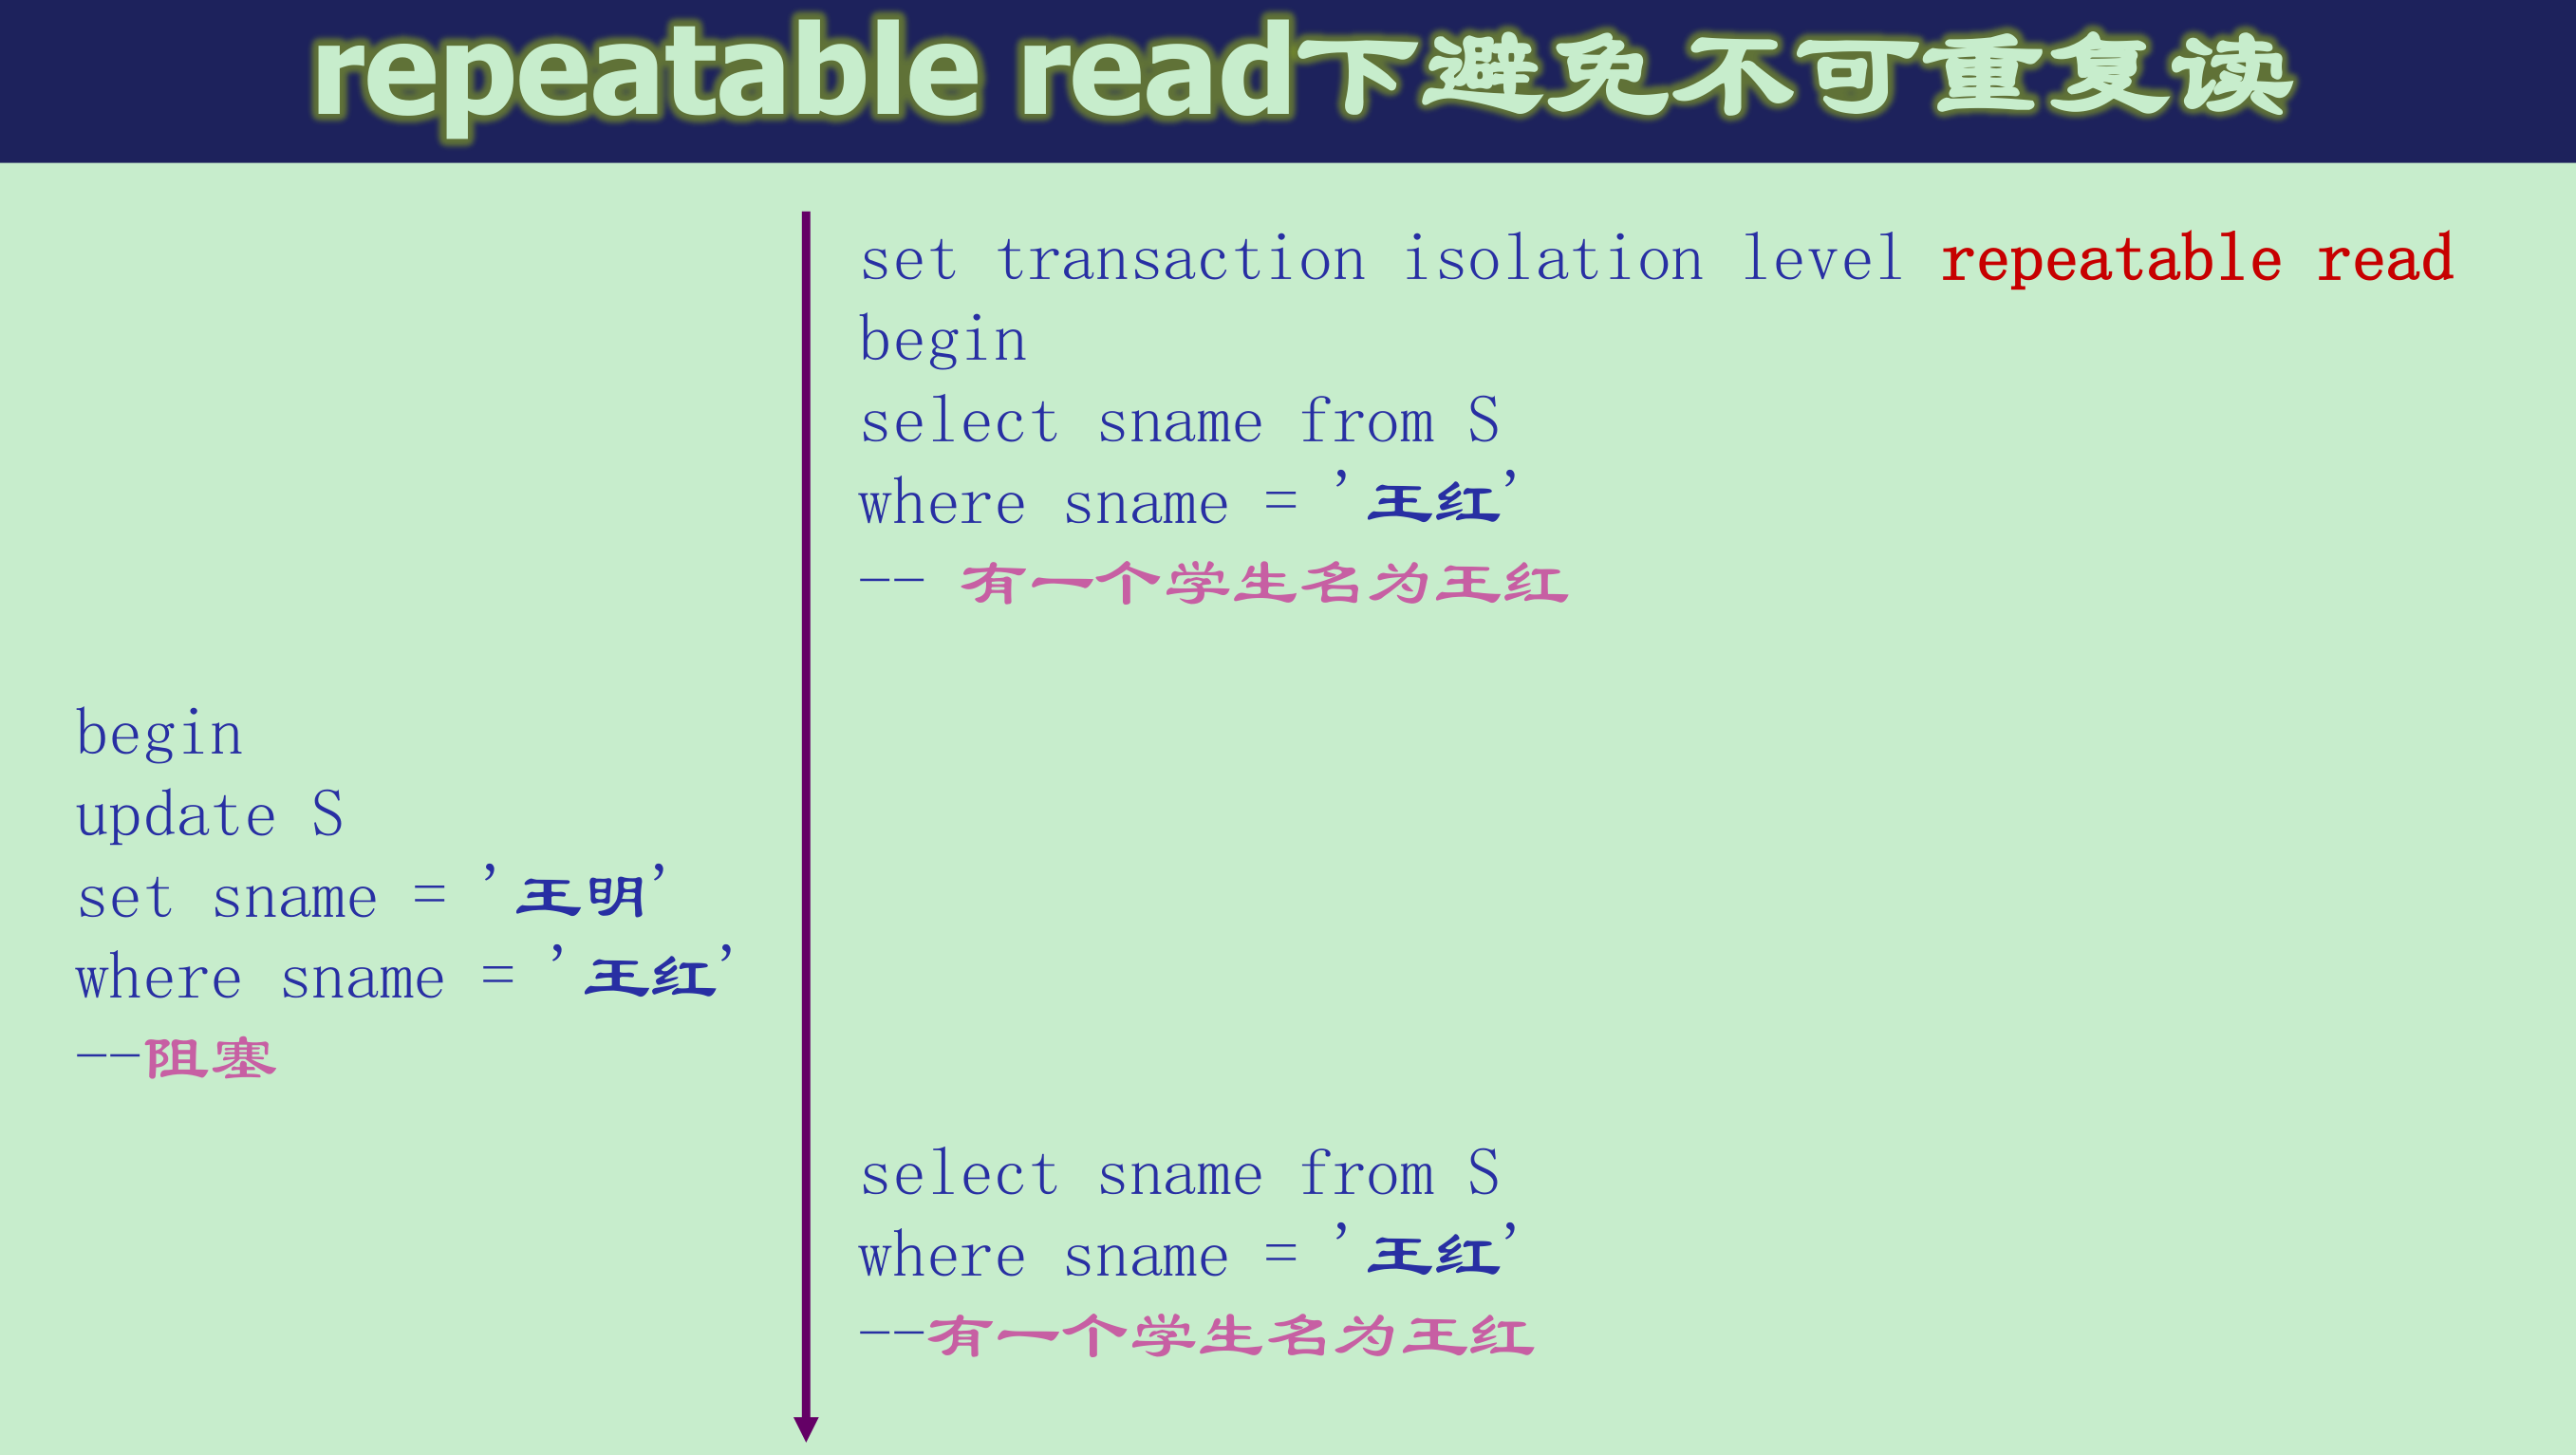 repeatable read下避免不可重复读
set transaction isolation level repeatable read
begin
select sname from S
where sname = '王红'
-- 有一个学生名为王红
begin
update S
set sname = '王明'
where sname = '王红'
--阻塞
select sname from S
where sname = '王红'
--有一个学生名为王红